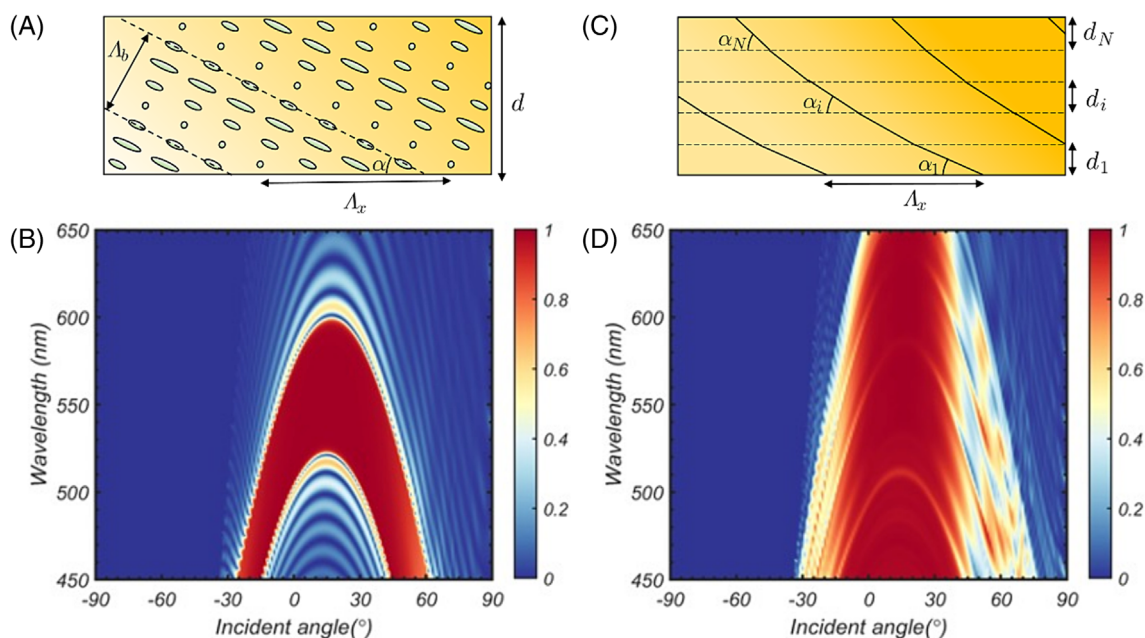 (A)
Λb
α
d
Λx
(C)
αN
αi
α1
dN
di
d1
Λx
(B)
Wavelength (nm)
650
600
550
500
450
-90 -60 -30 0 30 60 90
Incident angle(°)
1
0.8
0.6
0.4
0.2
0
(D)
Wavelength (nm)
650
600
550
500
450
-90 -60 -30 0 30 60 90
Incident angle(°)
1
0.8
0.6
0.4
0.2
0